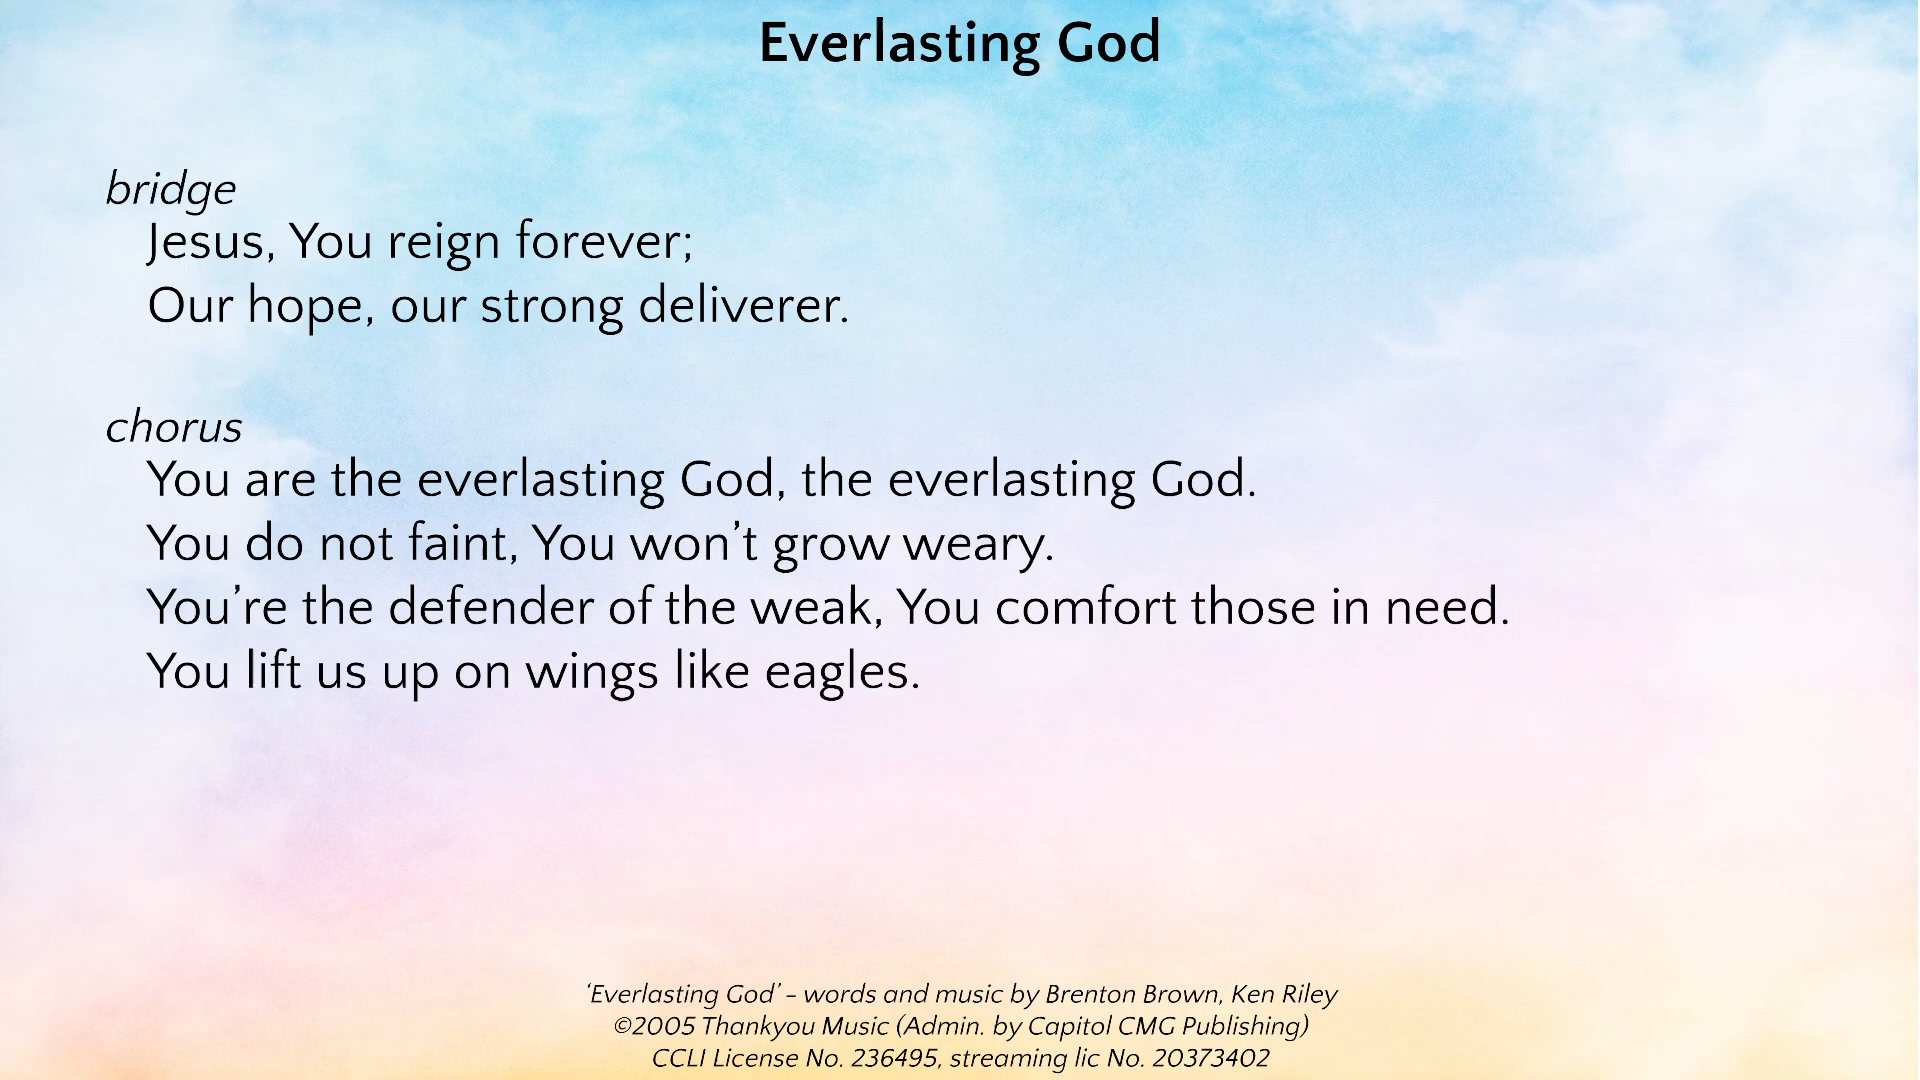 Everlasting God
bridge
Jesus, You reign forever;
Our hope, our strong deliverer.
chorus
You are the everlasting God, the everlasting God.
You do not faint, You won’t grow weary.
You’re the defender of the weak, You comfort those in need.
You lift us up on wings like eagles.
‘Everlasting God’ – words and music by Brenton Brown, Ken Riley
©2005 Thankyou Music (Admin. by Capitol CMG Publishing)
CCLI License No. 236495, streaming lic No. 20373402